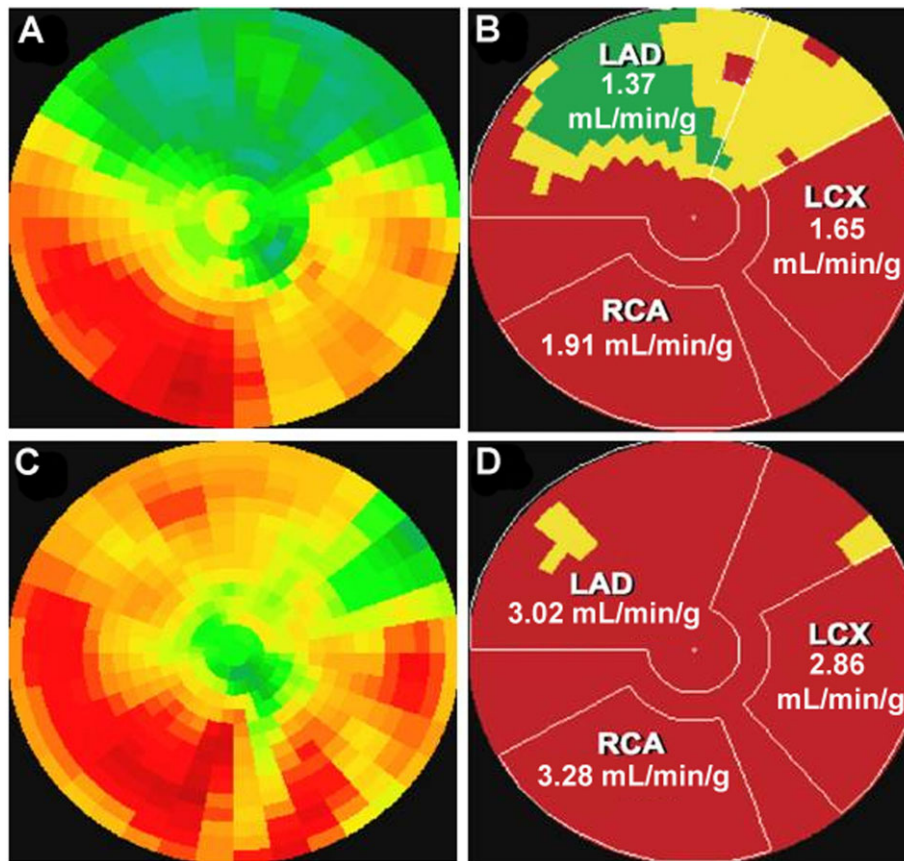 A
B
LAD
1.37
mL/min/g
LCX
1.65
mL/min/g
RCA
1.91 mL/min/g
C
D
LAD
3.02 mL/min/g
LCX
2.86
mL/min/g
RCA
3.28 mL/min/g